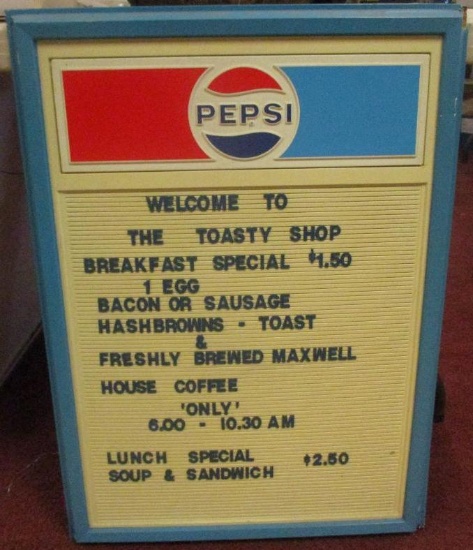 PEPSI
WELCOME TO
THE TOASTY SHOP
BREAKFAST SPECIAL $1.50
1 EGG
BACON OR SAUSAGE
HASHBROWNS - TOAST
&
FRESHLY BREWED MAXWELL
HOUSE COFFEE
'ONLY'
6.00 - 10.30 AM
LUNCH SPECIAL $2.50
SOUP & SANDWICH